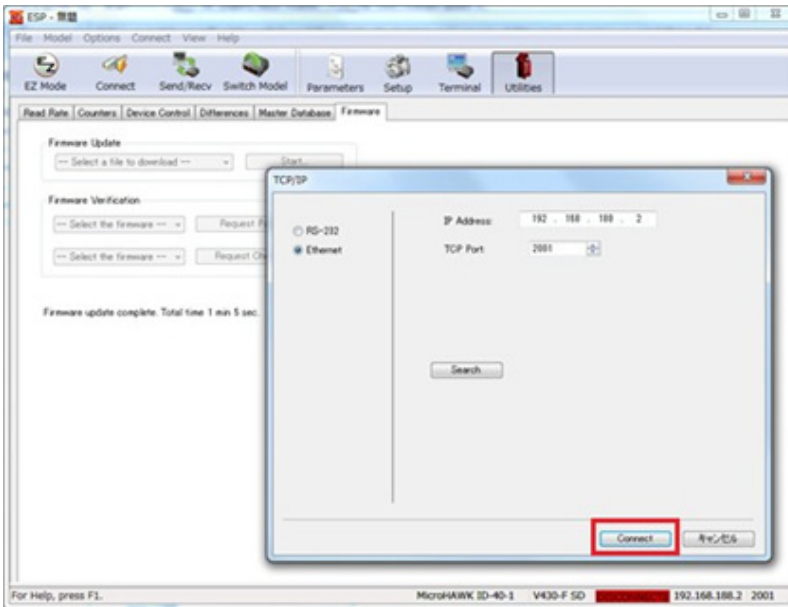 ESP - 無題
File Model Options Connect View Help
EZ Mode Connect Send/Recv Switch Model Parameters Setup Terminal Utilities
Read Rate Counters Device Control Differences Master Database Firmware
Firmware Update
--- Select a file to download --- Start...
TCP/IP
Firmware Verification
--- Select the firmware --- Request
--- Select the firmware --- Request
RS-232
Ethernet
IP Address: 192 . 168 . 188 . 2
TCP Port: 2001
Firmware update complete. Total time 1 min 5 sec.
Search
Connect キャンセル
For Help, press F1. MicroHAWK ID-40-1 V430-F SD DISCONNECTED 192.168.188.2 2001